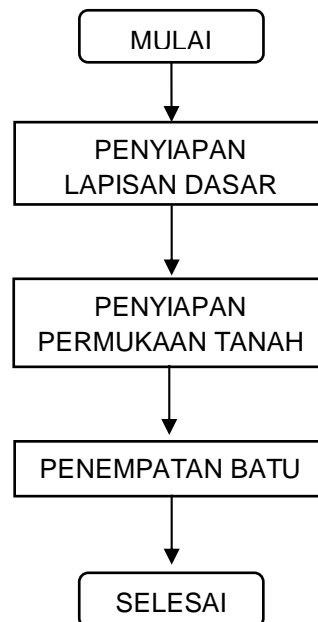 MULAI
PENYIAPAN
LAPISAN DASAR
PENYIAPAN
PERMUKAAN TANAH
PENEMPATAN BATU
SELESAI